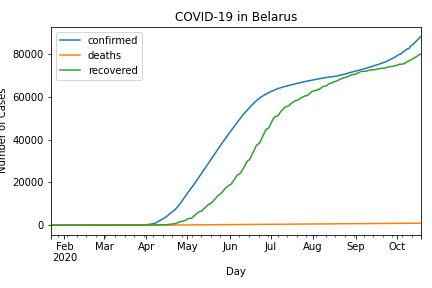 COVID-19 in Belarus
confirmed
deaths
recovered
80000
60000
40000
20000
0
Number of Cases
Feb
2020
Mar
Apr
May
Jun
Jul
Aug
Sep
Oct
Day